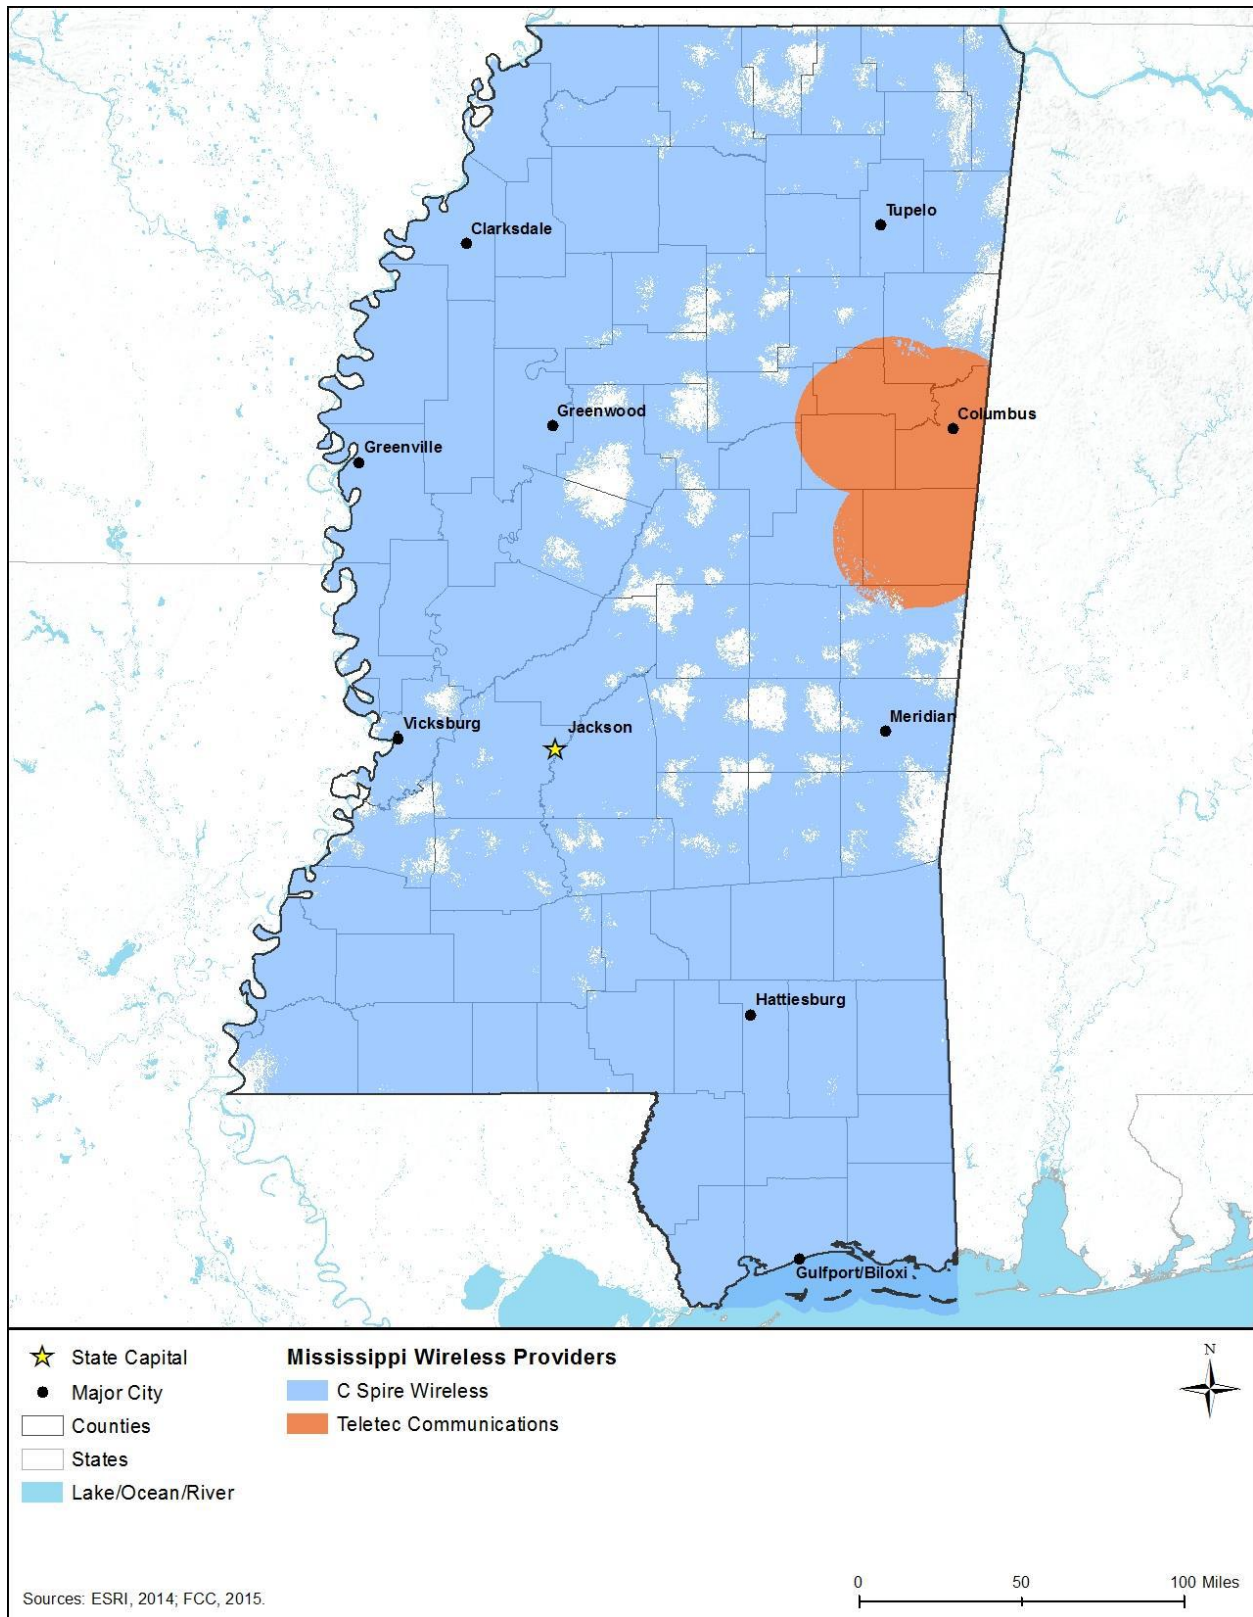 Tupelo
Clarksdale
Greenwood
Columbus
Greenville
Vicksburg
Jackson
Meridian
Hattiesburg
Gulfport/Biloxi
State Capital
Major City
Counties
States
Lake/Ocean/River
Mississippi Wireless Providers
C Spire Wireless
Teletec Communications
N
Sources: ESRI, 2014; FCC, 2015.
0 50 100 Miles